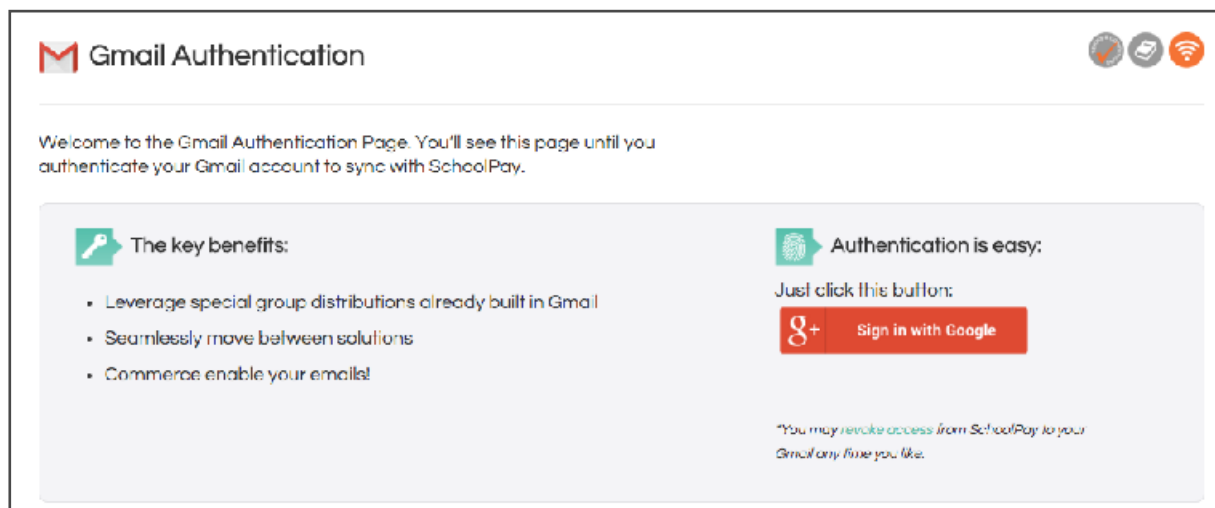 Gmail Authentication
Welcome to the Gmail Authentication Page. You'll see this page until you
authenticate your Gmail account to sync with SchoolPay.
The key benefits:
• Leverage special group distributions already built in Gmail
• Seamlessly move between solutions
• Commerce enable your emails!
Authentication is easy:
Just click this button:
g+ Sign in with Google
*You may revoke access from SchoolPay to your
Gmail any time you like.